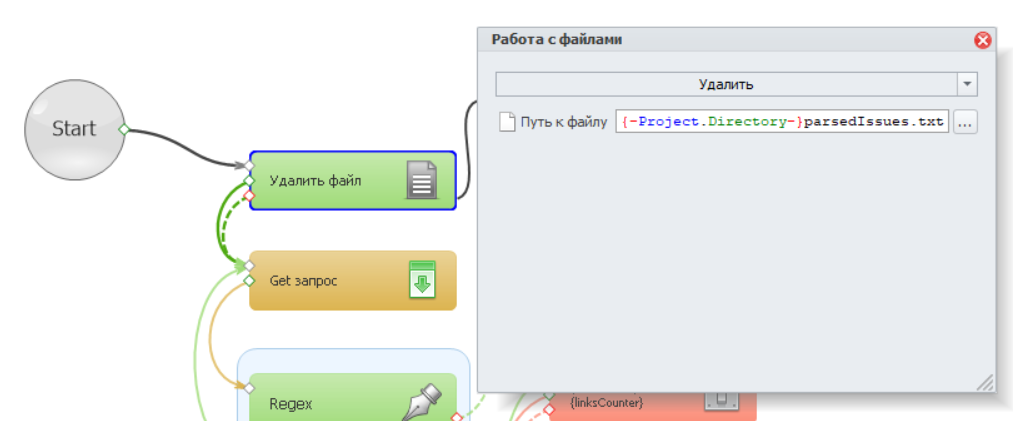 Работа с файлами
Удалить
Путь к файлу {-Project.Directory-}parsedIssues.txt ...
Start
Удалить файл
Get запрос
Regex
{linksCounter}